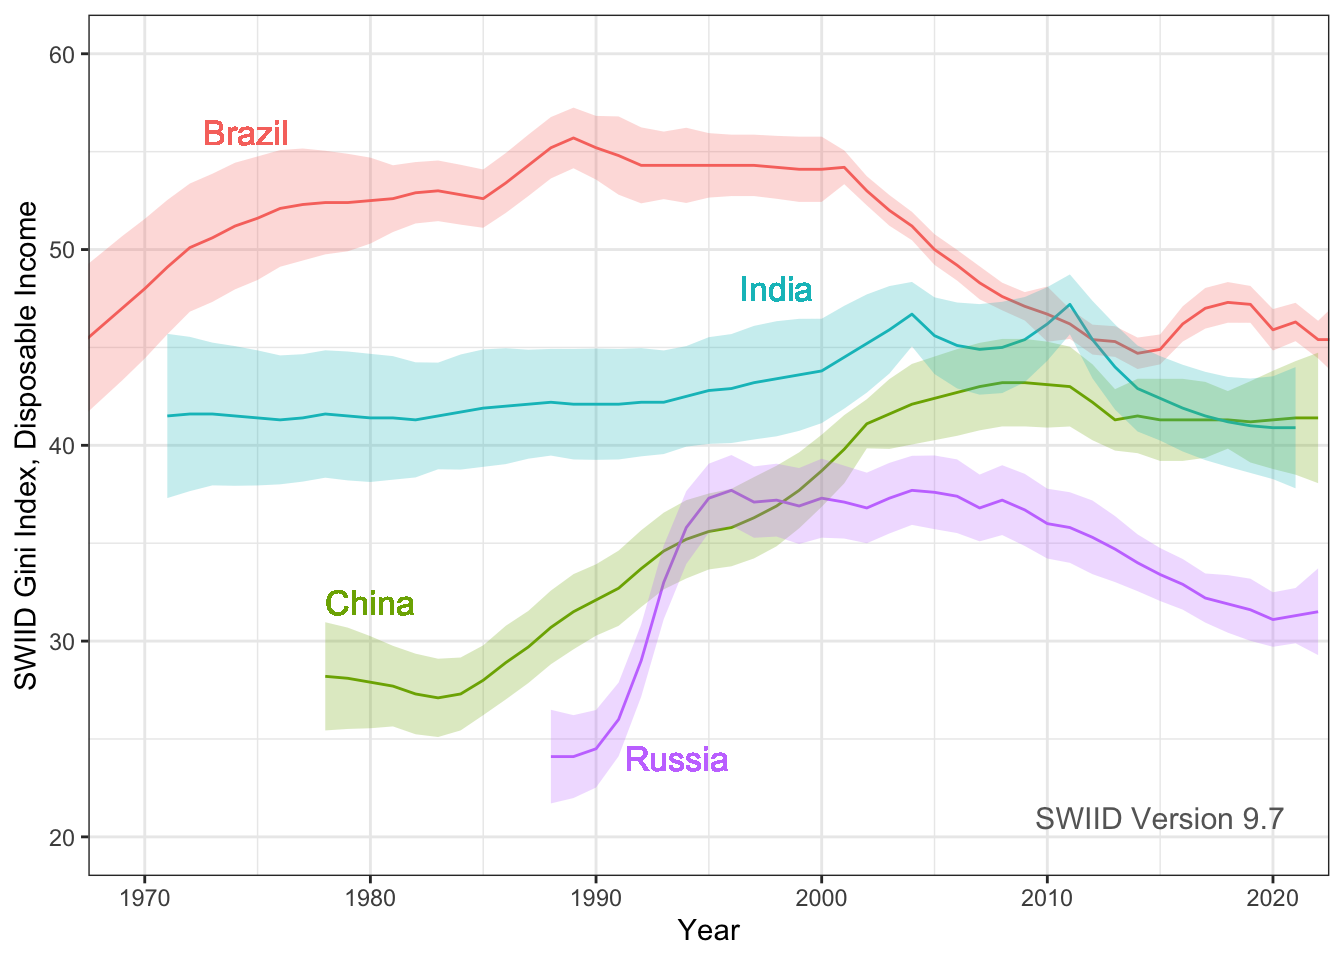 60
50
40
30
20
SWIID Gini Index, Disposable Income
Brazil
India
China
Russia
SWIID Version 9.7
1970 1980 1990 2000 2010 2020
Year